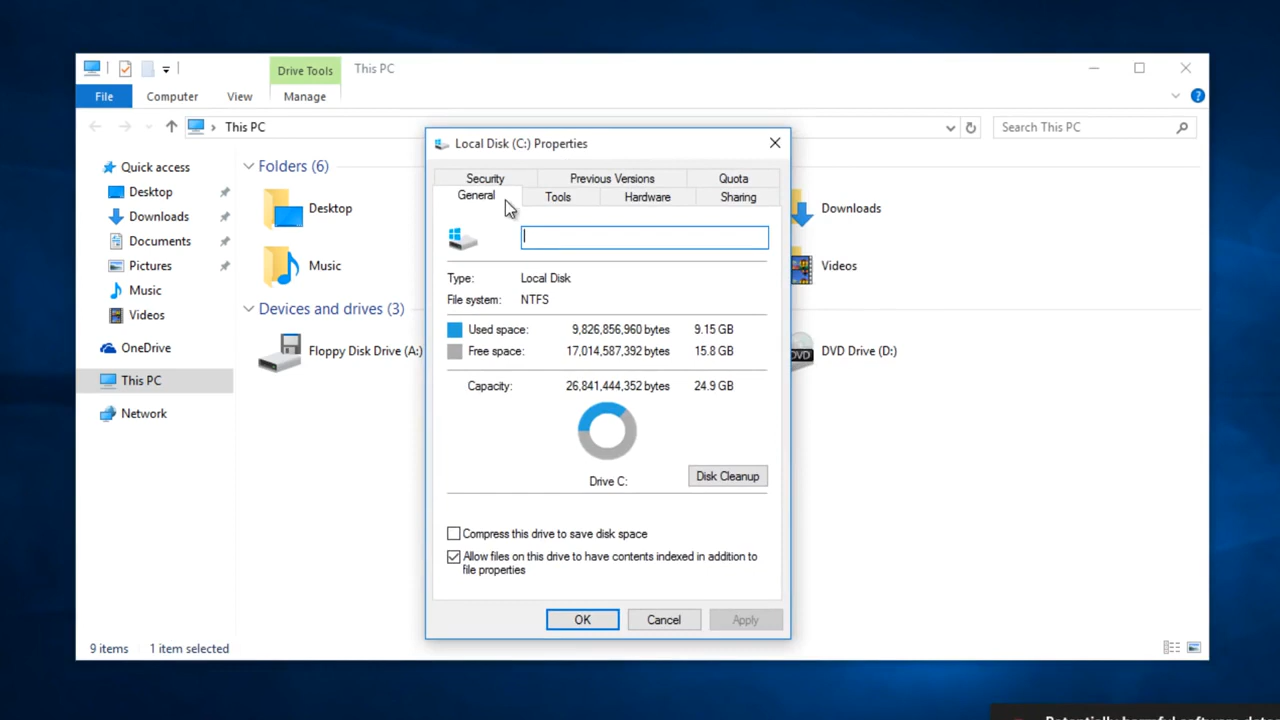 Drive Tools
This PC
File
Computer
View
Manage
?
› This PC
Search This PC
Quick access
Desktop
Downloads
Documents
Pictures
Music
Videos
OneDrive
This PC
Network
Folders (6)
Desktop
Downloads
Music
Videos
Devices and drives (3)
Floppy Disk Drive (A:)
DVD
DVD Drive (D:)
9 items
1 item selected
Local Disk (C:) Properties
Security
Previous Versions
Quota
General
Tools
Hardware
Sharing
Type: Local Disk
File system: NTFS
Used space: 9,826,856,960 bytes 9.15 GB
Free space: 17,014,587,392 bytes 15.8 GB
Capacity: 26,841,444,352 bytes 24.9 GB
Drive C:
Disk Cleanup
Compress this drive to save disk space
Allow files on this drive to have contents indexed in addition to
file properties
OK
Cancel
Apply
Potentially harmful software